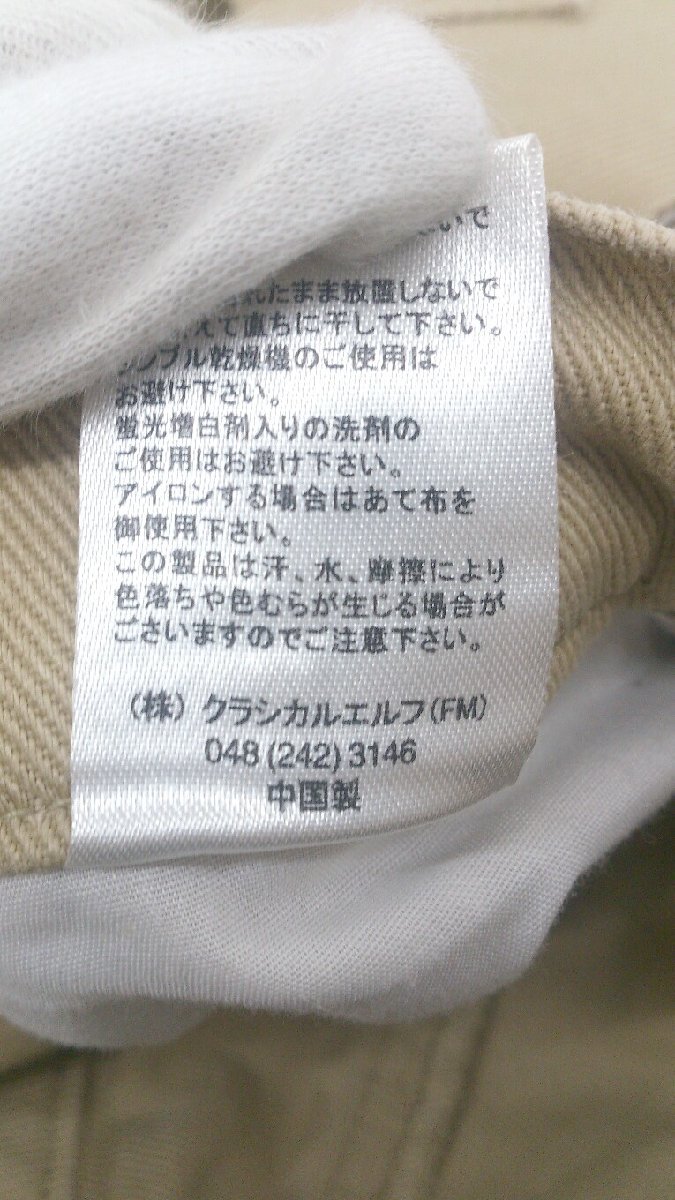 いで
れたまま放置しないで
えて直ちに干して下さい。
ンブル乾燥機のご使用は
お避け下さい。
蛍光増白剤入りの洗剤の
ご使用はお避け下さい。
アイロンする場合はあて布を
御使用下さい。
この製品は汗、水、摩擦により
色落ちや色むらが生じる場合が
ございますのでご注意下さい。
(株) クラシカルエルフ(FM)
048 (242) 3146
中国製